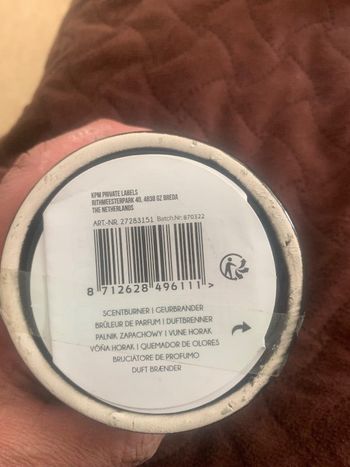 KPM PRIVATE LABELS
RITHMEESTERPARK 40, 4838 GZ BREDA
THE NETHERLANDS
ART.-NR. 27283151 Batch.Nr. 870322
8 712628 496111 >
SCENTBURNER | GEURBRANDER
BRÛLEUR DE PARFUM | DUFTBRENNER
PALNIK ZAPACHOWY | VUNE HORAK
VÔŇA HORAK | QUEMADOR DE OLORES
BRUCIATORE DE PROFUMO
DUFT BRÆNDER